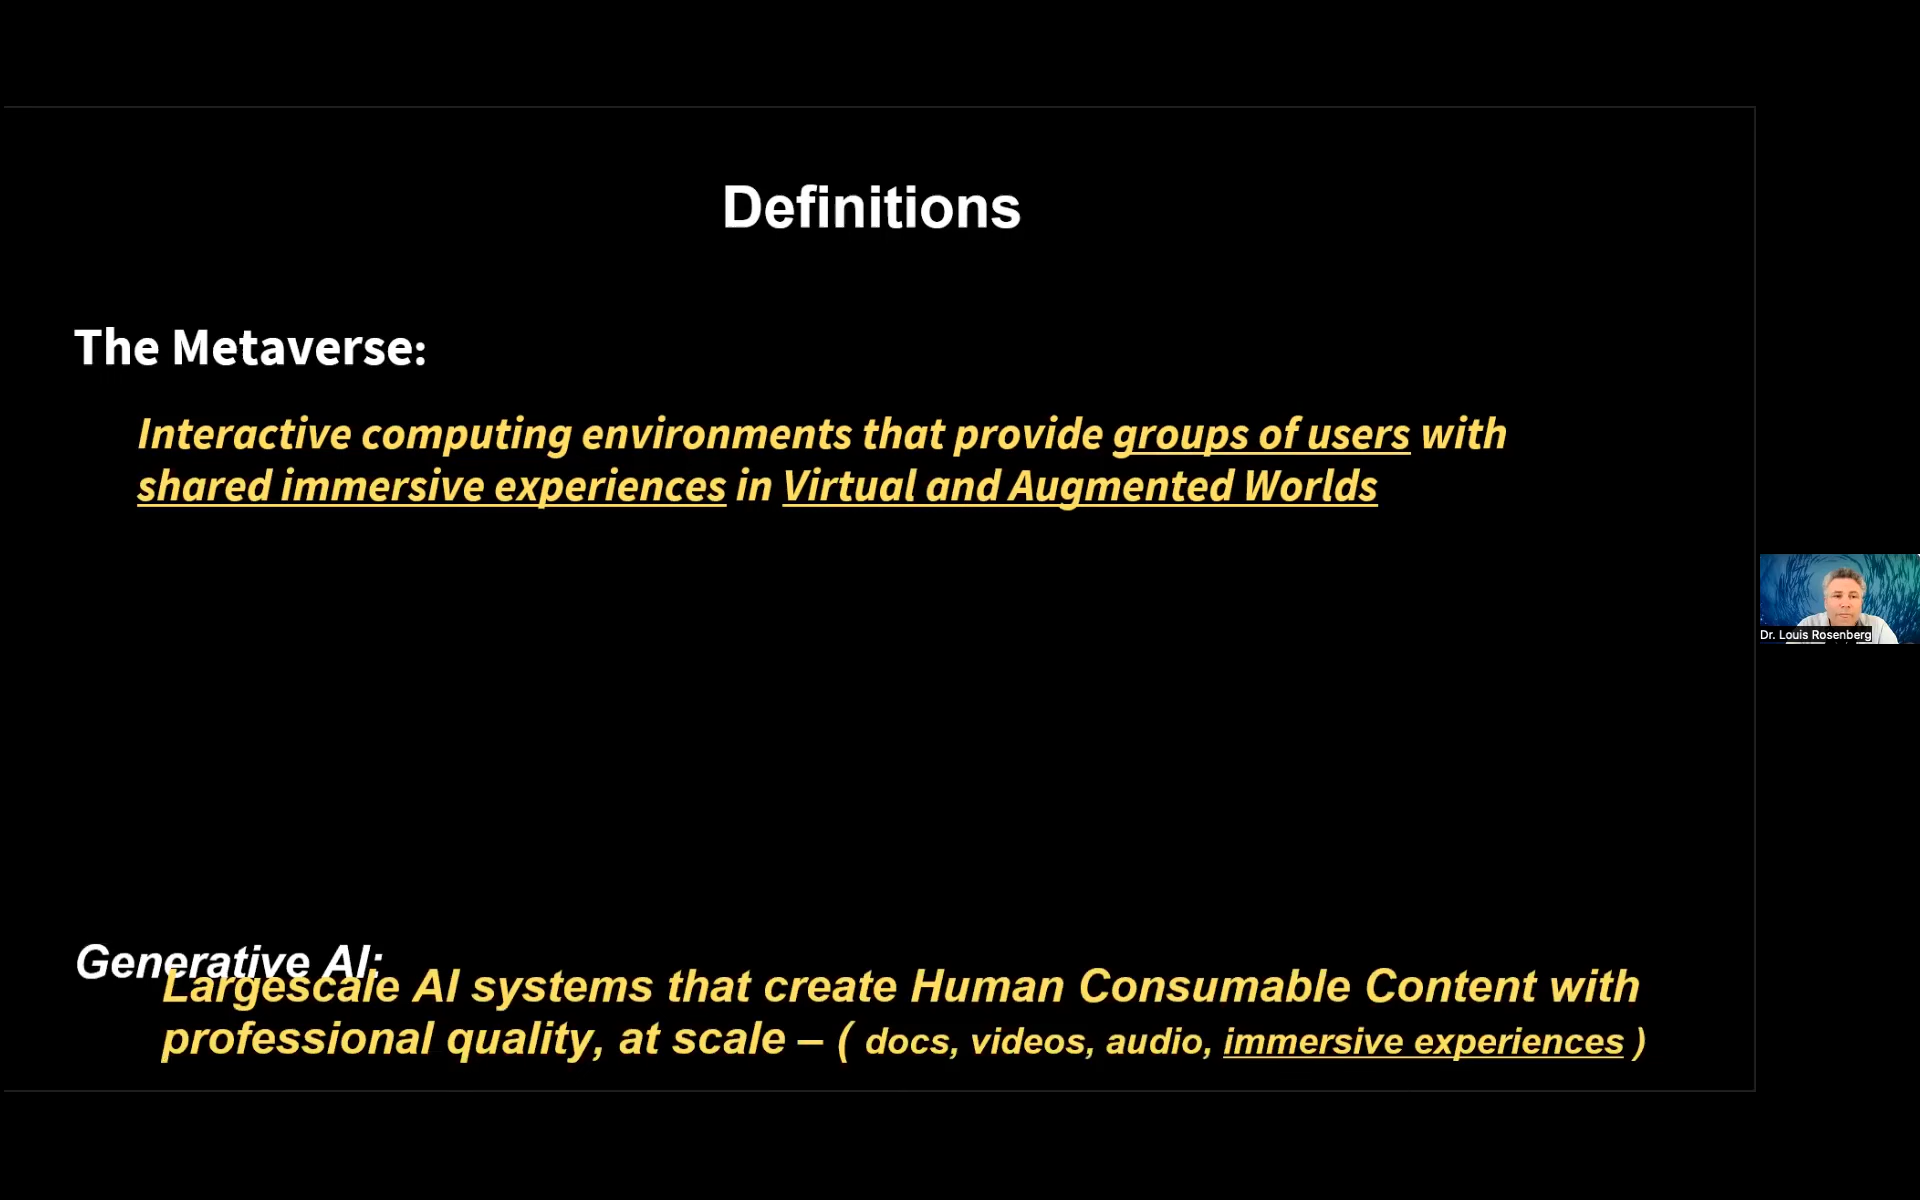 Definitions
The Metaverse:
Interactive computing environments that provide groups of users with
shared immersive experiences in Virtual and Augmented Worlds
Dr. Louis Rosenberg
Generative AI:
Largescale AI systems that create Human Consumable Content with
professional quality, at scale – ( docs, videos, audio, immersive experiences )